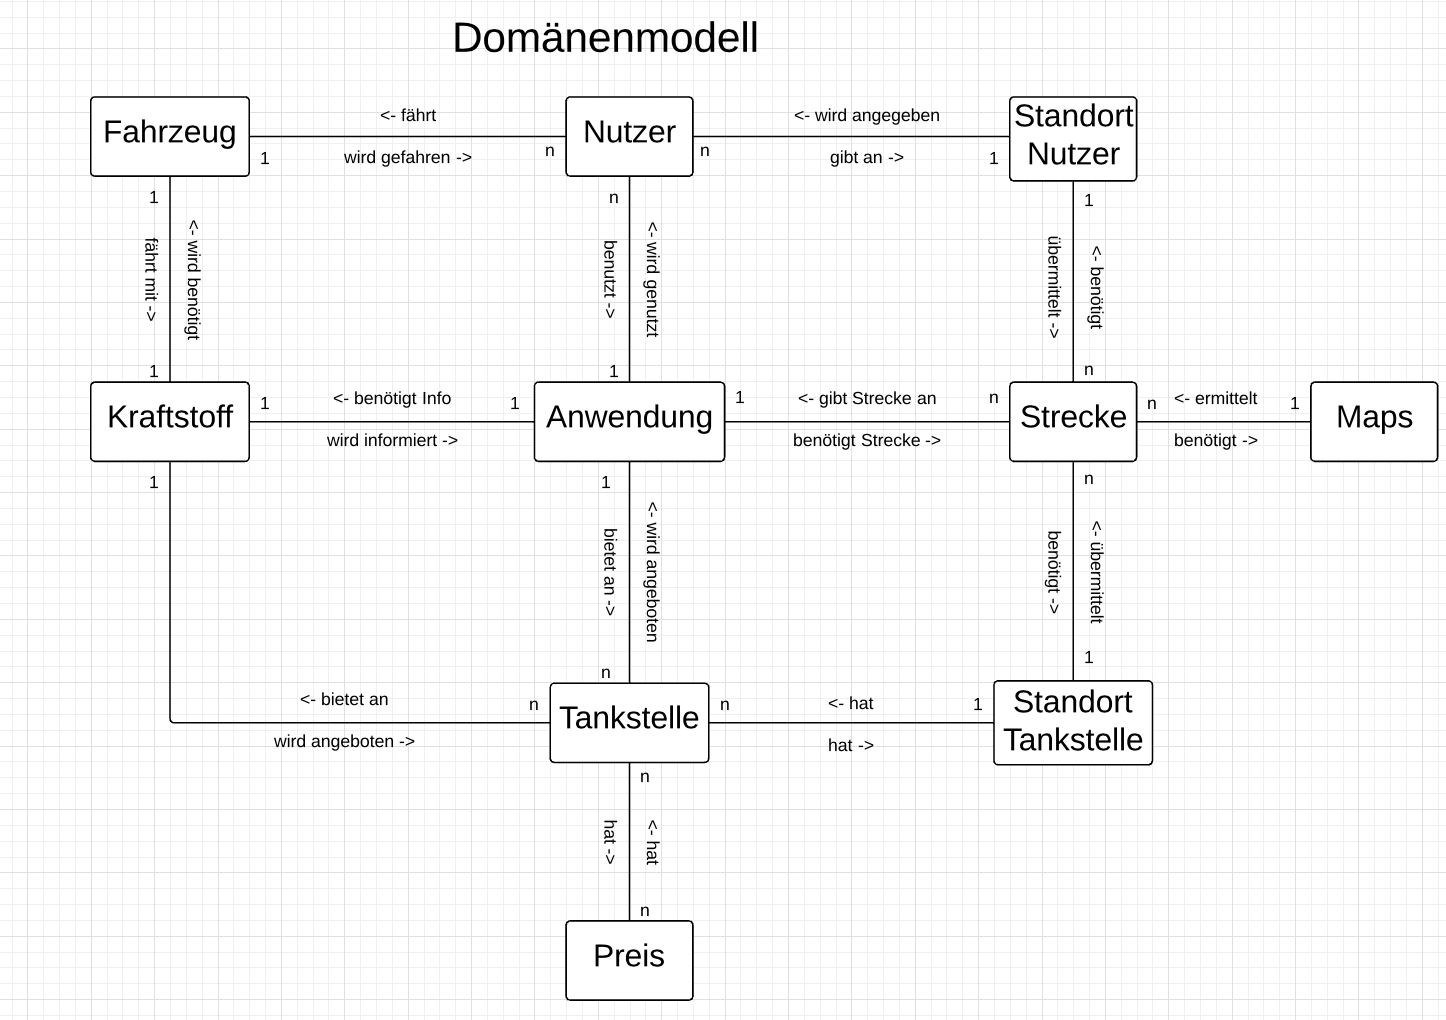 Domänenmodell
Fahrzeug
<- fährt
wird gefahren ->
1
n
Nutzer
<- wird angegeben
gibt an ->
n
1
Standort
Nutzer
1
fährt mit ->
<- wird benötigt
1
n
benutzt ->
<- wird genutzt
1
1
übermittelt ->
<- benötigt
n
Kraftstoff
1
<- benötigt Info
wird informiert ->
1
Anwendung
1
<- gibt Strecke an
benötigt Strecke ->
n
Strecke
n
<- ermittelt
benötigt ->
1
Maps
1
1
bietet an ->
<- wird angeboten
n
n
benötigt ->
<- übermittelt
1
<- bietet an
wird angeboten ->
n
Tankstelle
n
<- hat
hat ->
1
Standort
Tankstelle
n
hat ->
<- hat
n
Preis